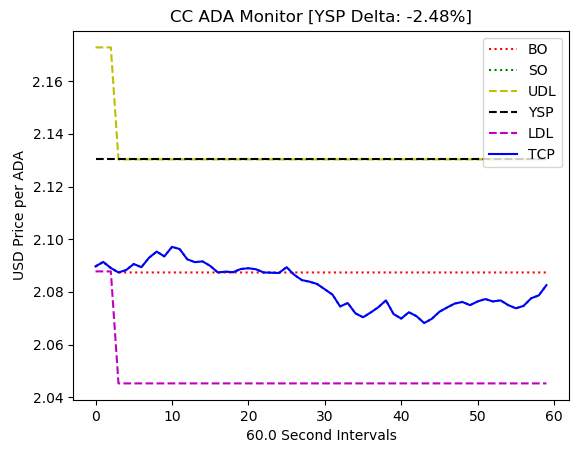 CC ADA Monitor [YSP Delta: -2.48%]
BO
SO
UDL
YSP
LDL
TCP
2.16
2.14
2.12
2.10
2.08
2.06
2.04
USD Price per ADA
0
10
20
30
40
50
60
60.0 Second Intervals